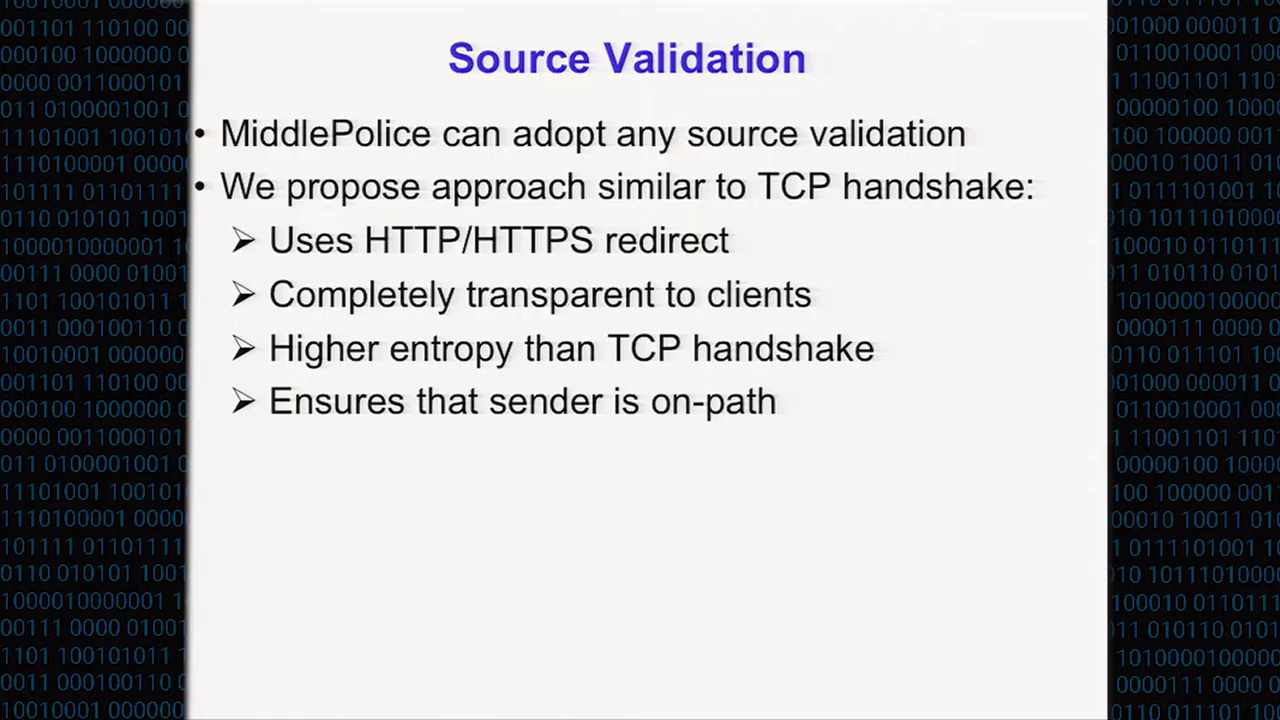 Source Validation
• MiddlePolice can adopt any source validation
• We propose approach similar to TCP handshake:
➢ Uses HTTP/HTTPS redirect
➢ Completely transparent to clients
➢ Higher entropy than TCP handshake
➢ Ensures that sender is on-path